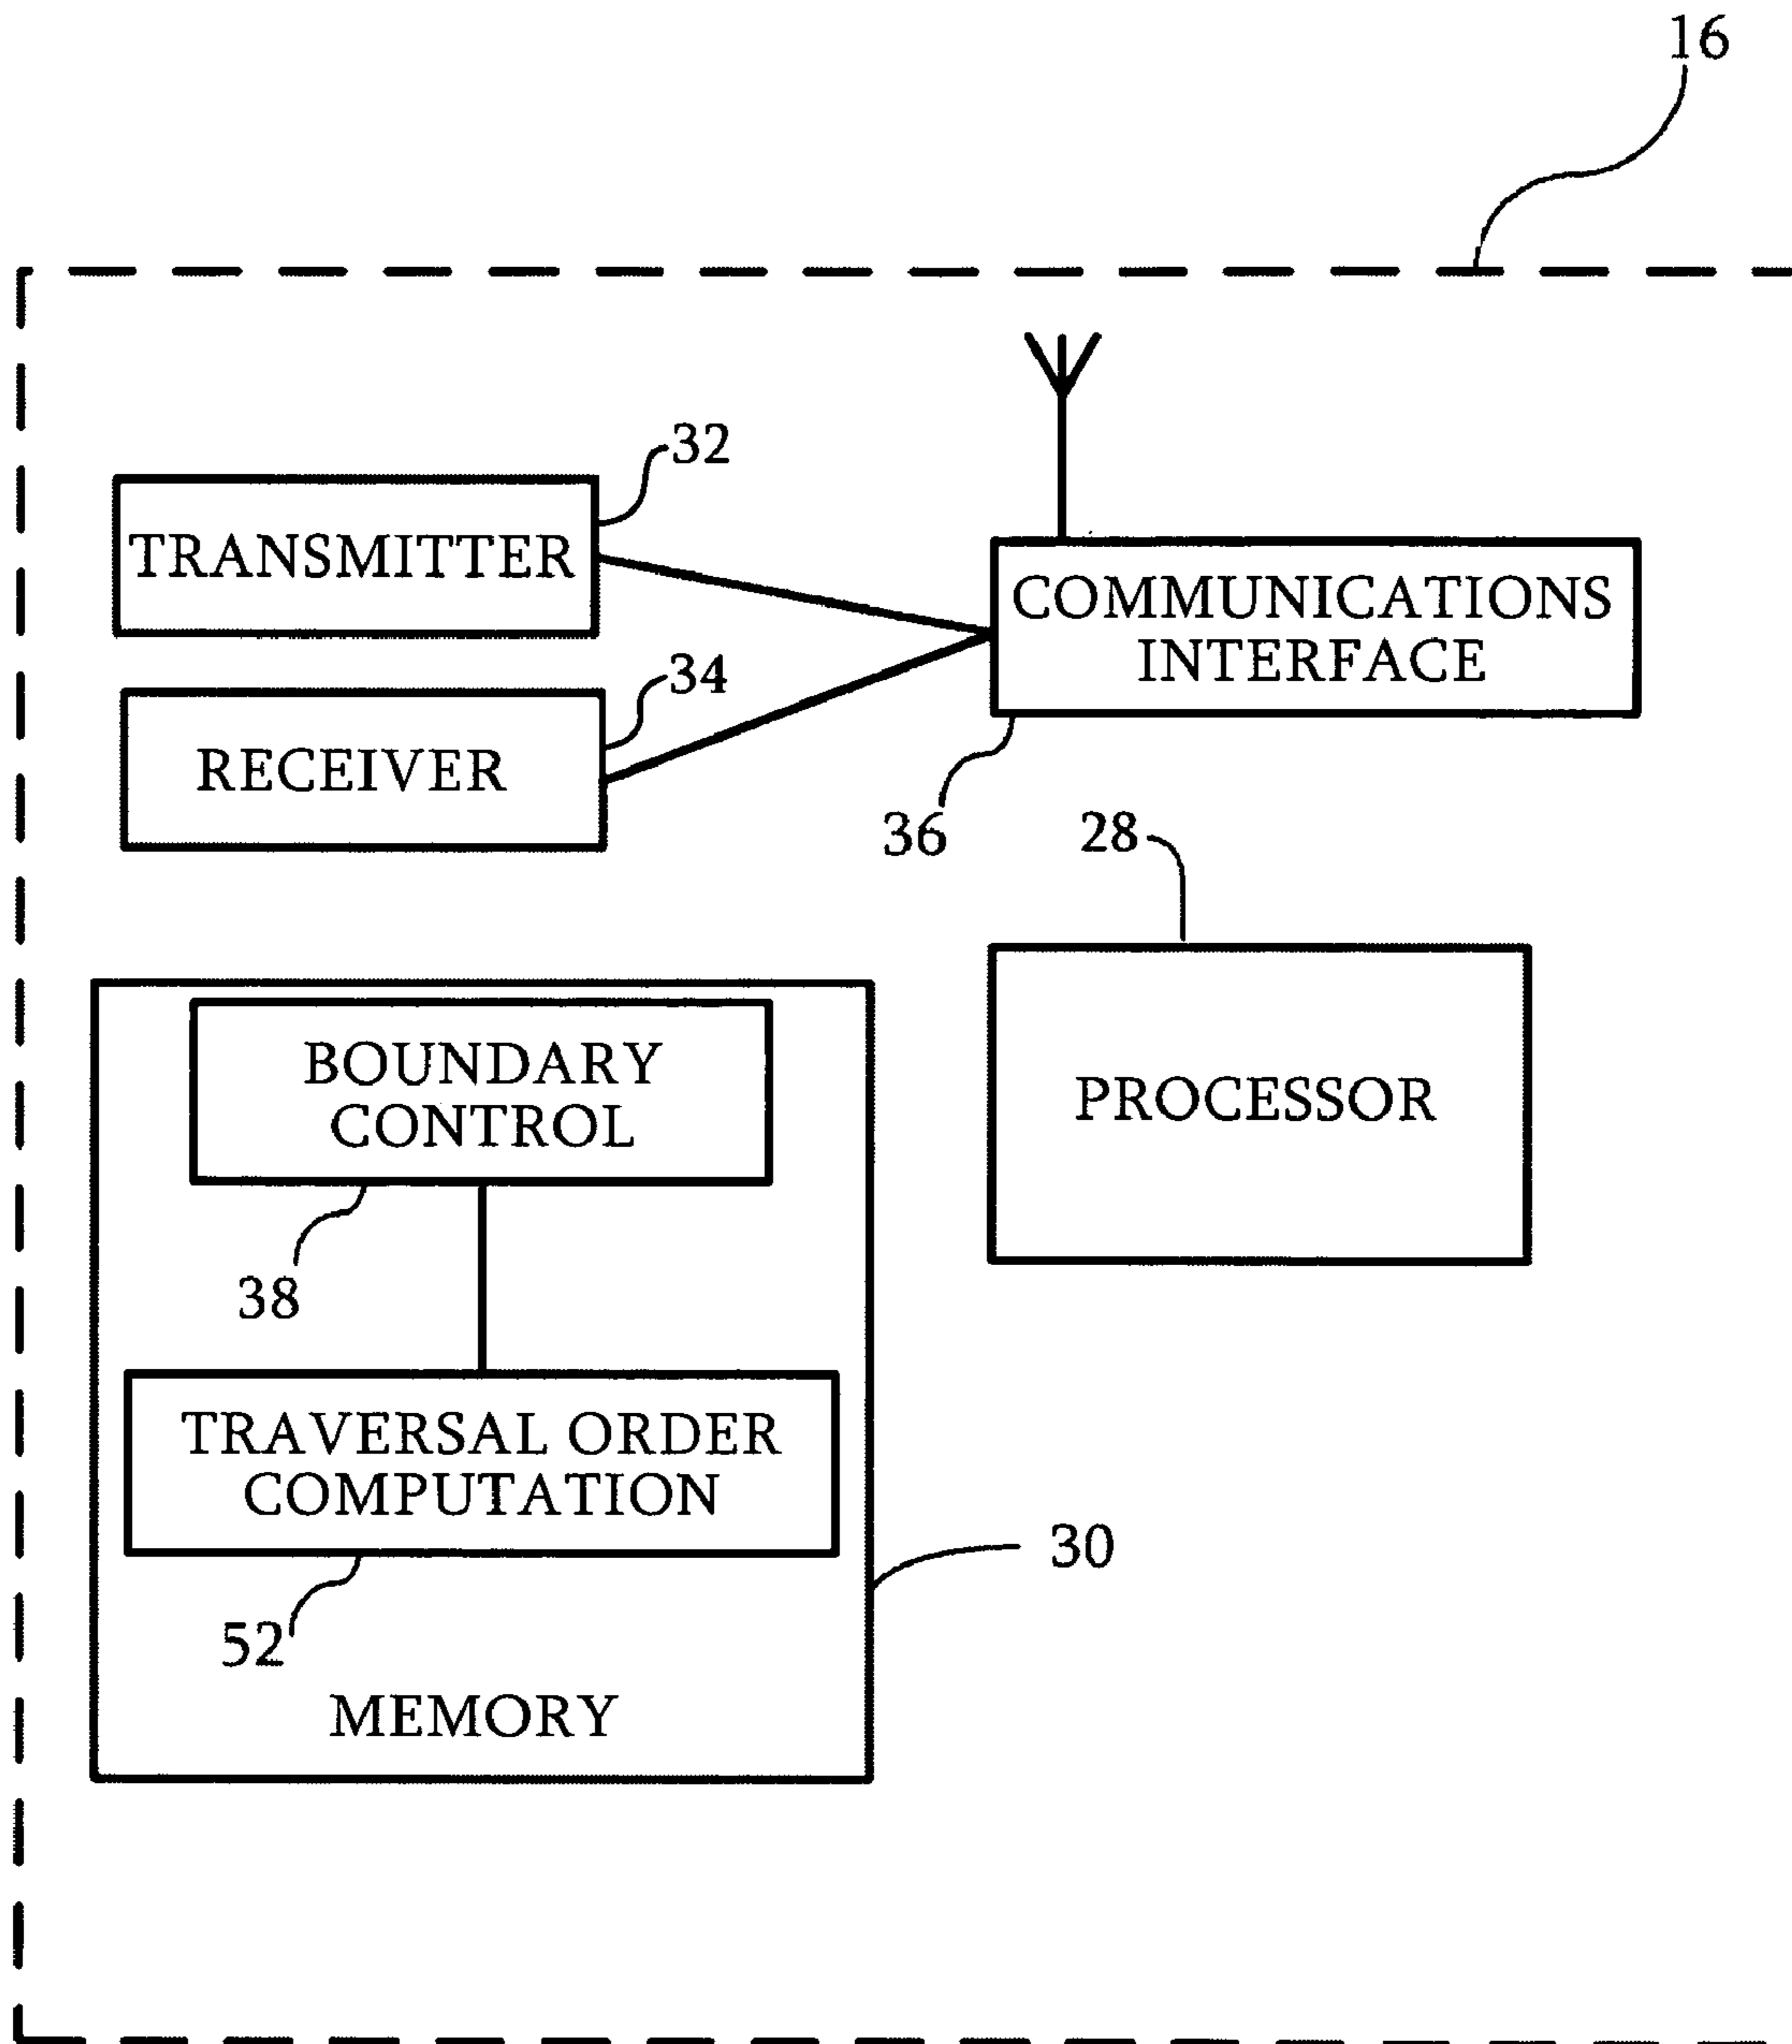 16
32
TRANSMITTER
COMMUNICATIONS
INTERFACE
34
RECEIVER
36
28
BOUNDARY
CONTROL
PROCESSOR
38
TRAVERSAL ORDER
COMPUTATION
30
52
MEMORY